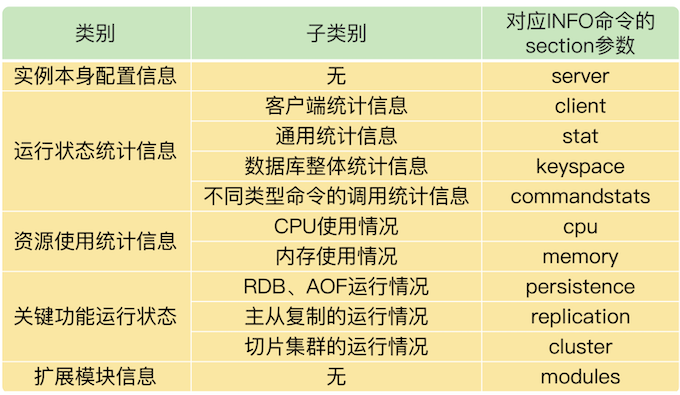 类别 子类别 对应INFO命令的
section参数
实例本身配置信息 无 server
运行状态统计信息 客户端统计信息 client
通用统计信息 stat
数据库整体统计信息 keyspace
不同类型命令的调用统计信息 commandstats
资源使用统计信息 CPU使用情况 cpu
内存使用情况 memory
关键功能运行状态 RDB、AOF运行情况 persistence
主从复制的运行情况 replication
切片集群的运行情况 cluster
扩展模块信息 无 modules